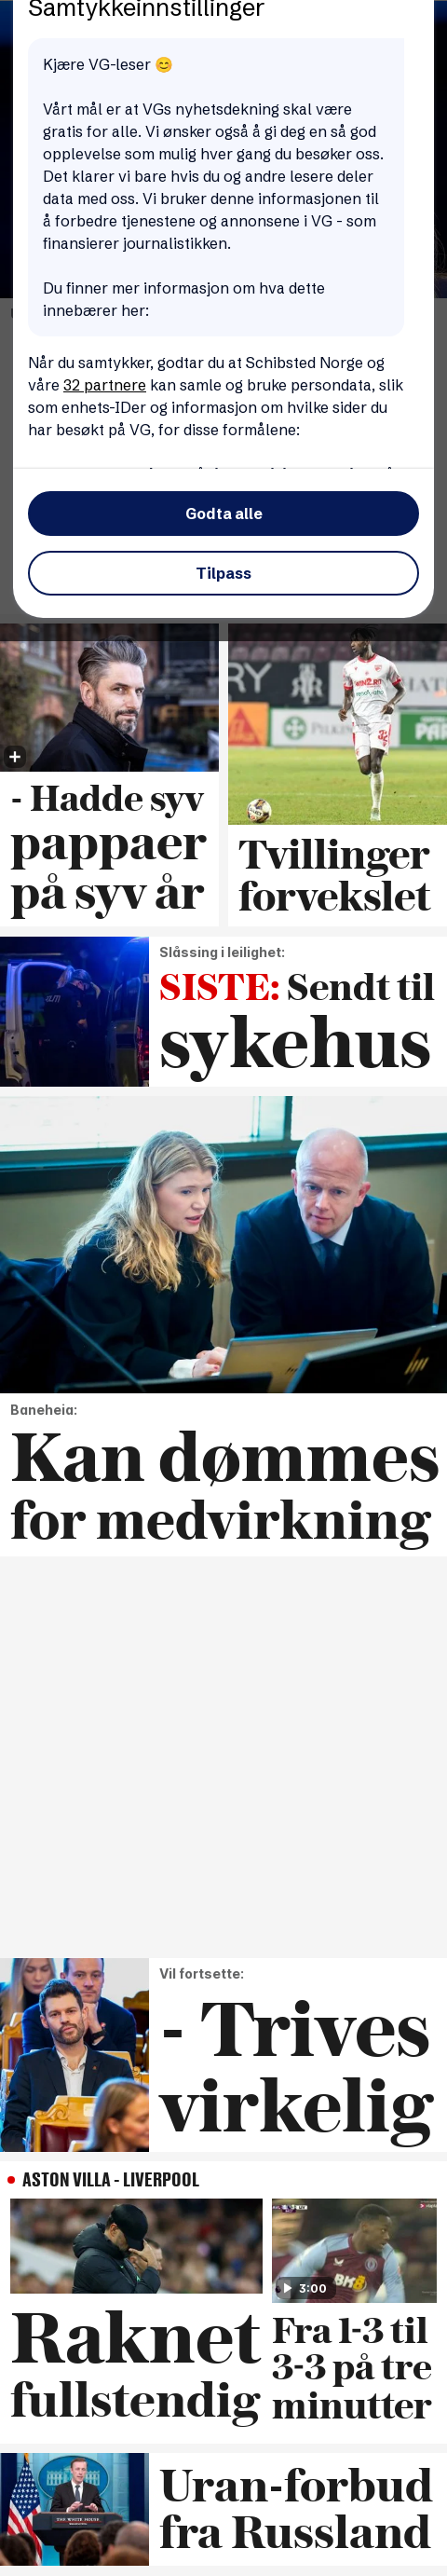 Samtykkeinnstillinger
Kjære VG-leser 😊
Vårt mål er at VGs nyhetsdekning skal være
gratis for alle. Vi ønsker også å gi deg en så god
opplevelse som mulig hver gang du besøker oss.
Det klarer vi bare hvis du og andre lesere deler
data med oss. Vi bruker denne informasjonen til
å forbedre tjenestene og annonsene i VG - som
finansierer journalistikken.
Du finner mer informasjon om hva dette
innebærer her:
Når du samtykker, godtar du at Schibsted Norge og
våre 32 partnere kan samle og bruke persondata, slik
som enhets-IDer og informasjon om hvilke sider du
har besøkt på VG, for disse formålene:
Godta alle
Tilpass
- Hadde syv
pappaer
på syv år
Tvillinger
forvekslet
Slåssing i leilighet:
SISTE: Sendt til
sykehus
Baneheia:
Kan dømmes
for medvirkning
Vil fortsette:
- Trives
virkelig
ASTON VILLA - LIVERPOOL
3:00
Raknet
fullstendig
Fra 1-3 til
3-3 på tre
minutter
THE WHITE HOUSE
Uran-forbud
fra Russland